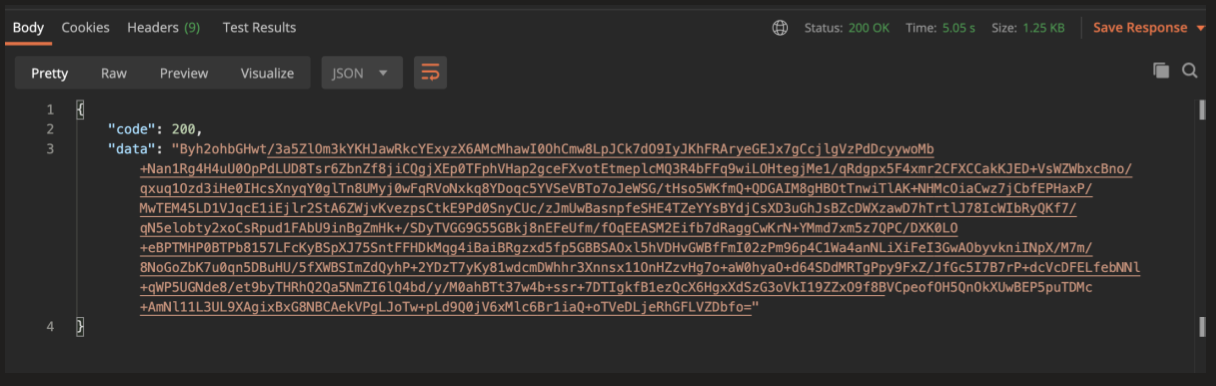 Body Cookies Headers (9) Test Results Status: 200 OK Time: 5.05 s Size: 1.25 KB Save Response
Pretty Raw Preview Visualize JSON
1 {
2 "code": 200,
3 "data": "Byh2ohbGHwt/3a5ZlOm3kYKHJawRkcYExyzX6AMcMhawI0OhCmw8LpJCk7dO9IyJKhFRAryeGEJx7gCcjlgVzPdDcyywoMb
+Nan1Rg4H4uU0OpPdLUD8Tsr6ZbnZf8jiCQgjXEp0TFphVHap2gceFXvotEtmeplcMQ3R4bFFq9wiLOHtegjMe1/qRdgpx5F4xmr2CFXCCakKJED+VsWZWbxcBno/
qxuq1Ozd3iHe0IHcsXnyqY0glTn8UMyj0wFqRVoNxkq8YDoqc5YVSeVBTo7oJeWSG/tHso5WKfmQ+QDGAIM8gHBOtTnwiTlAK+NHMcOiaCwz7jCbfEPHaxP/
MwTEM45LD1VJqcE1iEjlr2StA6ZWjvKvezpsCtkE9Pd0SnyCUc/zJmUwBasnpfeSHE4TZeYYsBYdjCsXD3uGhJsBZcDWXzawD7hTrtlJ78IcWIbRyQKf7/
qN5elobty2xoCsRpud1FAbU9inBgZmHk+/SDyTVGG9G55GBkj8nEFeUfm/fOqEEASM2Eifb7dRaggCwKrN+YMmd7xm5z7QPC/DXK0LO
+eBPTMHP0BTPb8157LFcKyBSpXJ75SntFFHDkMqg4iBaiBRgzxd5fp5GBBSAOxl5hVDHvGWBfFmI02zPm96p4C1Wa4anNLiXiFeI3GwAObyvkniINpX/M7m/
8NoGoZbK7u0qn5DBuHU/5fXWBSImZdQyhP+2YDzT7yKy81wdcmDWhhr3Xnnsx11OnHZzvHg7o+aW0hyaO+d64SDdMRTgPpy9FxZ/JfGc5I7B7rP+dcVcDFELfebNNl
+qWP5UGNde8/et9byTHRhQ2Qa5NmZI6lQ4bd/y/M0ahBTt37w4b+ssr+7DTIgkfB1ezQcX6HgxXdSzG3oVkI19ZZxO9f8BVCpeofOH5QnOkXUwBEP5puTDMc
+AmNl11L3UL9XAgixBxG8NBCAekVPgLJoTw+pLd9Q0jV6xMlc6Br1iaQ+oTVeDLjeRhGFLVZDbfo="
4 }